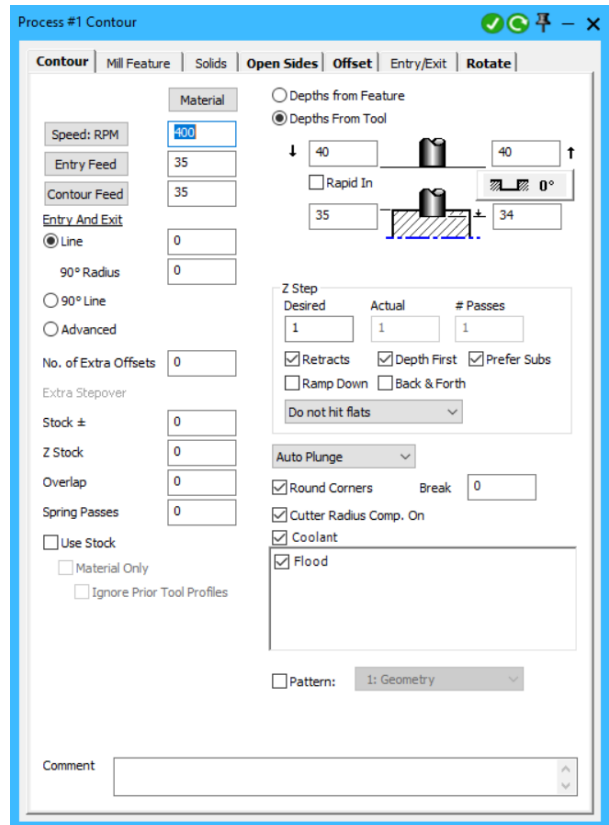 Process #1 Contour
Contour Mill Feature Solids Open Sides Offset Entry/Exit Rotate
Material
Speed: RPM 400
Entry Feed 35
Contour Feed 35
Entry And Exit
Line 0
90° Radius 0
90° Line
Advanced
No. of Extra Offsets 0
Extra Stepover
Stock ± 0
Z Stock 0
Overlap 0
Spring Passes 0
Use Stock
Material Only
Ignore Prior Tool Profiles
Depths from Feature
Depths From Tool
40 40
Rapid In
0°
35 34
Z Step
Desired Actual # Passes
1 1 1
Retracts Depth First Prefer Subs
Ramp Down Back & Forth
Do not hit flats
Auto Plunge
Round Corners Break 0
Cutter Radius Comp. On
Coolant
Flood
Pattern: 1: Geometry
Comment